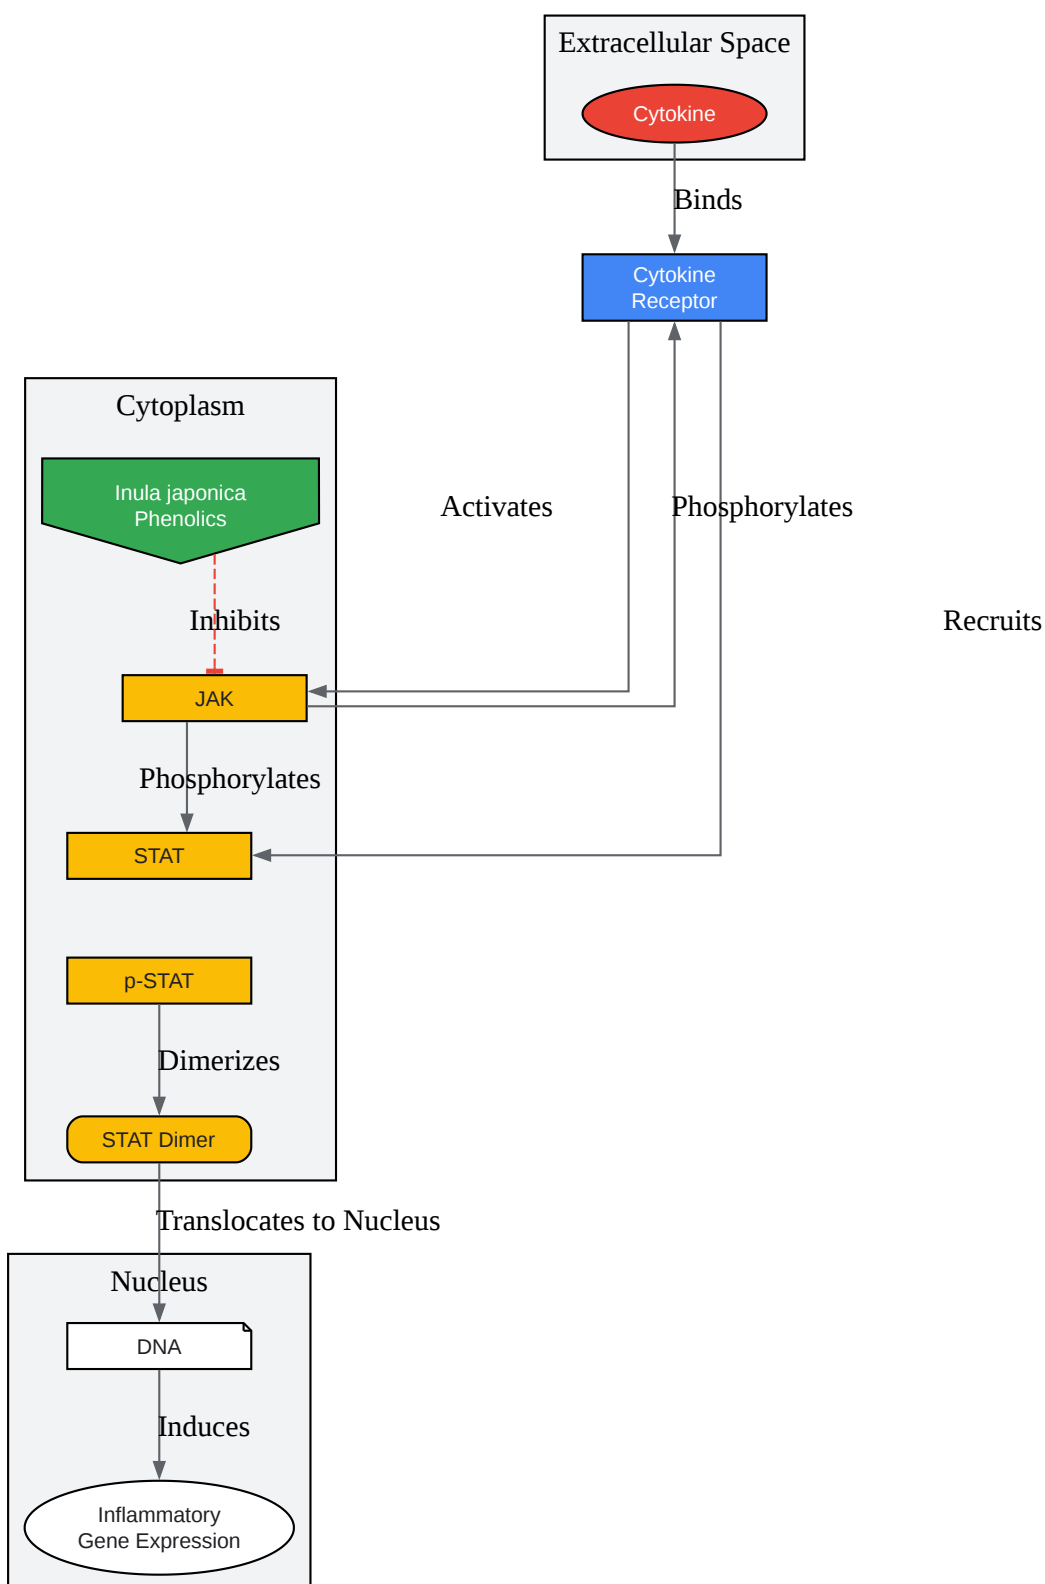 Extracellular Space
Cytokine
Binds
Cytokine
Receptor
Cytoplasm
Inula japonica
Phenolics
Activates
Phosphorylates
Inhibits
Recruits
JAK
Phosphorylates
STAT
p-STAT
Dimerizes
STAT Dimer
Translocates to Nucleus
Nucleus
DNA
Induces
Inflammatory
Gene Expression